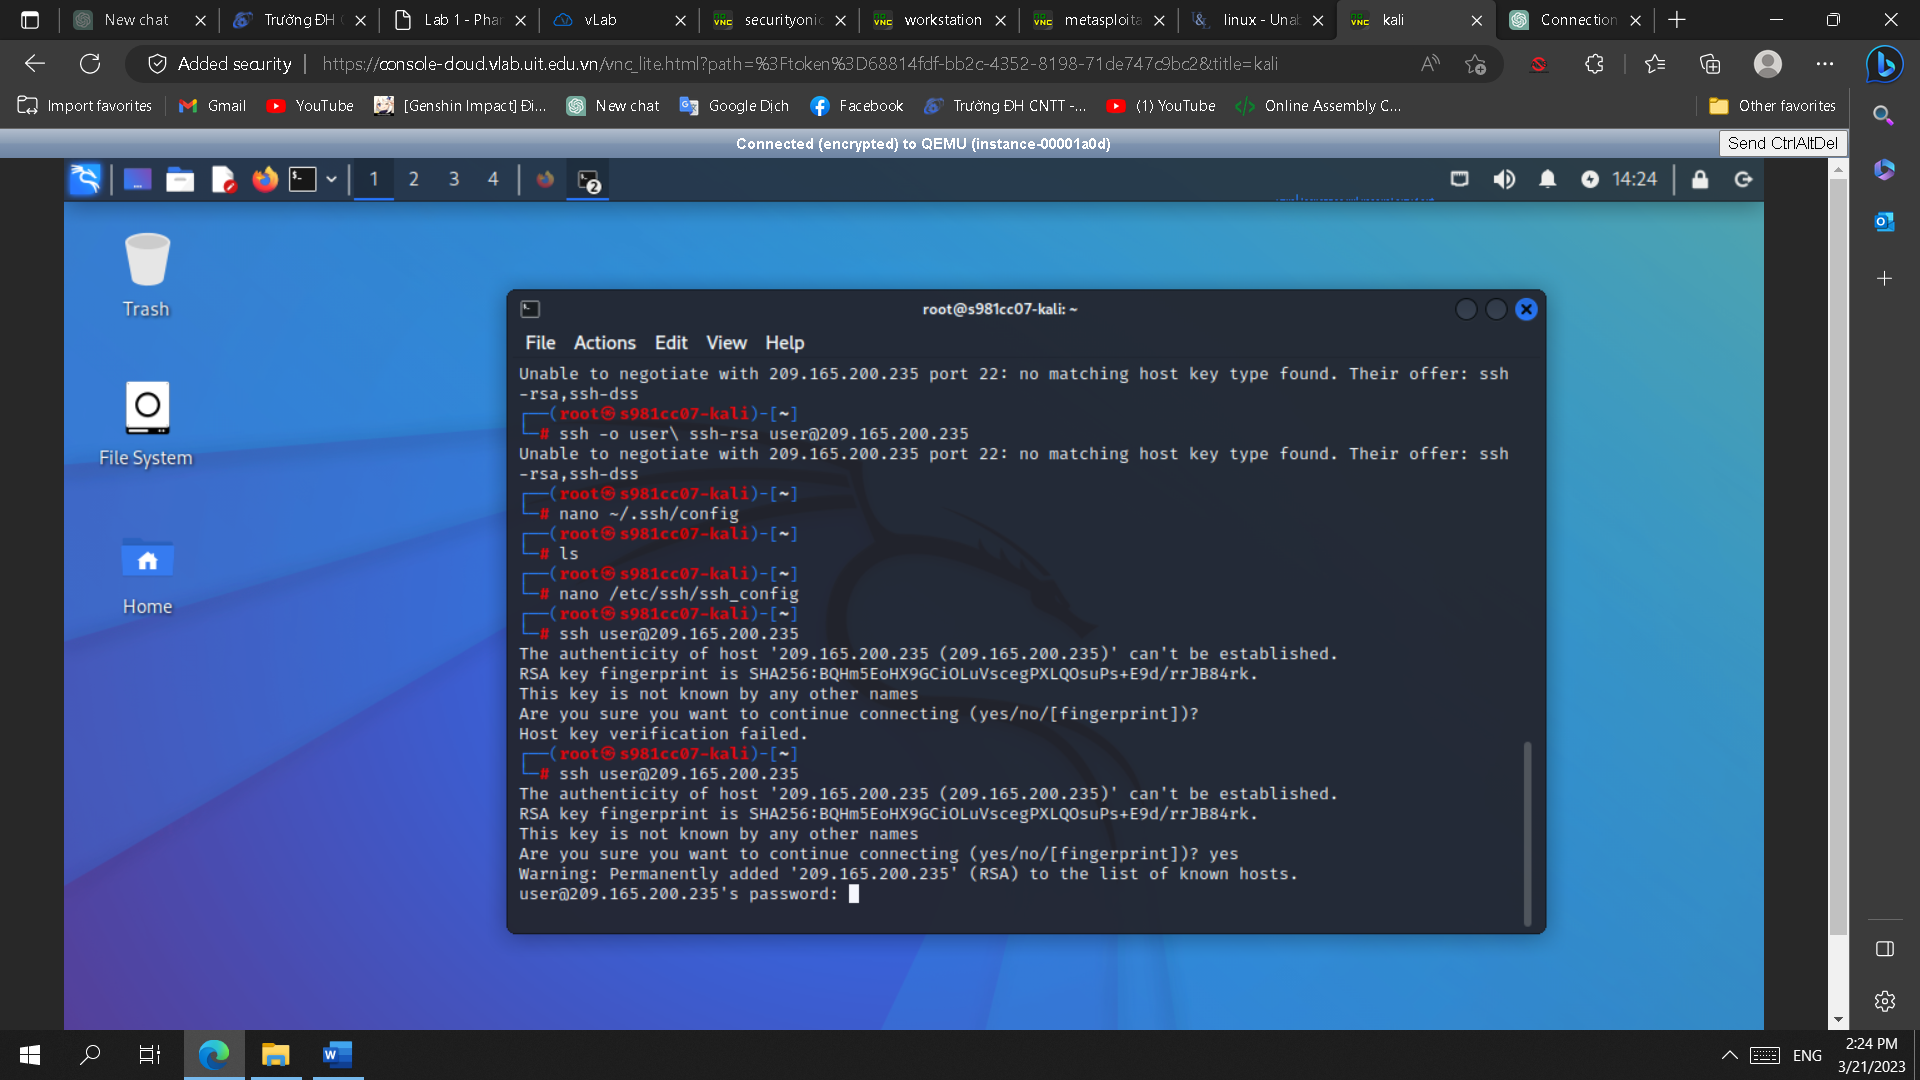 New chat
Trường ĐH
Lab 1 - Phar
vLab
securityonic
workstation
metasploita
linux - Unab
kali
Connection
Added security
https://console-cloud.vlab.uit.edu.vn/vnc_lite.html?path=%3Ftoken%3D68814fdf-bb2c-4352-8198-71de747c9bc2&title=kali
Import favorites
Gmail
YouTube
[Genshin Impact] Đi...
New chat
Google Dịch
Facebook
Trường ĐH CNTT -...
(1) YouTube
Online Assembly C...
Other favorites
Connected (encrypted) to QEMU (instance-00001a0d)
Send CtrlAltDel
1 2 3 4
2
14:24
Trash
File System
Home
root@s981cc07-kali: ~
File Actions Edit View Help
Unable to negotiate with 209.165.200.235 port 22: no matching host key type found. Their offer: ssh
-rsa,ssh-dss
┌──(root㉿s981cc07-kali)-[~]
└─# ssh -o user\ ssh-rsa user@209.165.200.235
Unable to negotiate with 209.165.200.235 port 22: no matching host key type found. Their offer: ssh
-rsa,ssh-dss
┌──(root㉿s981cc07-kali)-[~]
└─# nano ~/.ssh/config
┌──(root㉿s981cc07-kali)-[~]
└─# ls
┌──(root㉿s981cc07-kali)-[~]
└─# nano /etc/ssh/ssh_config
┌──(root㉿s981cc07-kali)-[~]
└─# ssh user@209.165.200.235
The authenticity of host '209.165.200.235 (209.165.200.235)' can't be established.
RSA key fingerprint is SHA256:BQHm5EoHX9GCiOLuVscegPXLQOsuPs+E9d/rrJB84rk.
This key is not known by any other names
Are you sure you want to continue connecting (yes/no/[fingerprint])?
Host key verification failed.
┌──(root㉿s981cc07-kali)-[~]
└─# ssh user@209.165.200.235
The authenticity of host '209.165.200.235 (209.165.200.235)' can't be established.
RSA key fingerprint is SHA256:BQHm5EoHX9GCiOLuVscegPXLQOsuPs+E9d/rrJB84rk.
This key is not known by any other names
Are you sure you want to continue connecting (yes/no/[fingerprint])? yes
Warning: Permanently added '209.165.200.235' (RSA) to the list of known hosts.
user@209.165.200.235's password:
ENG
2:24 PM
3/21/2023